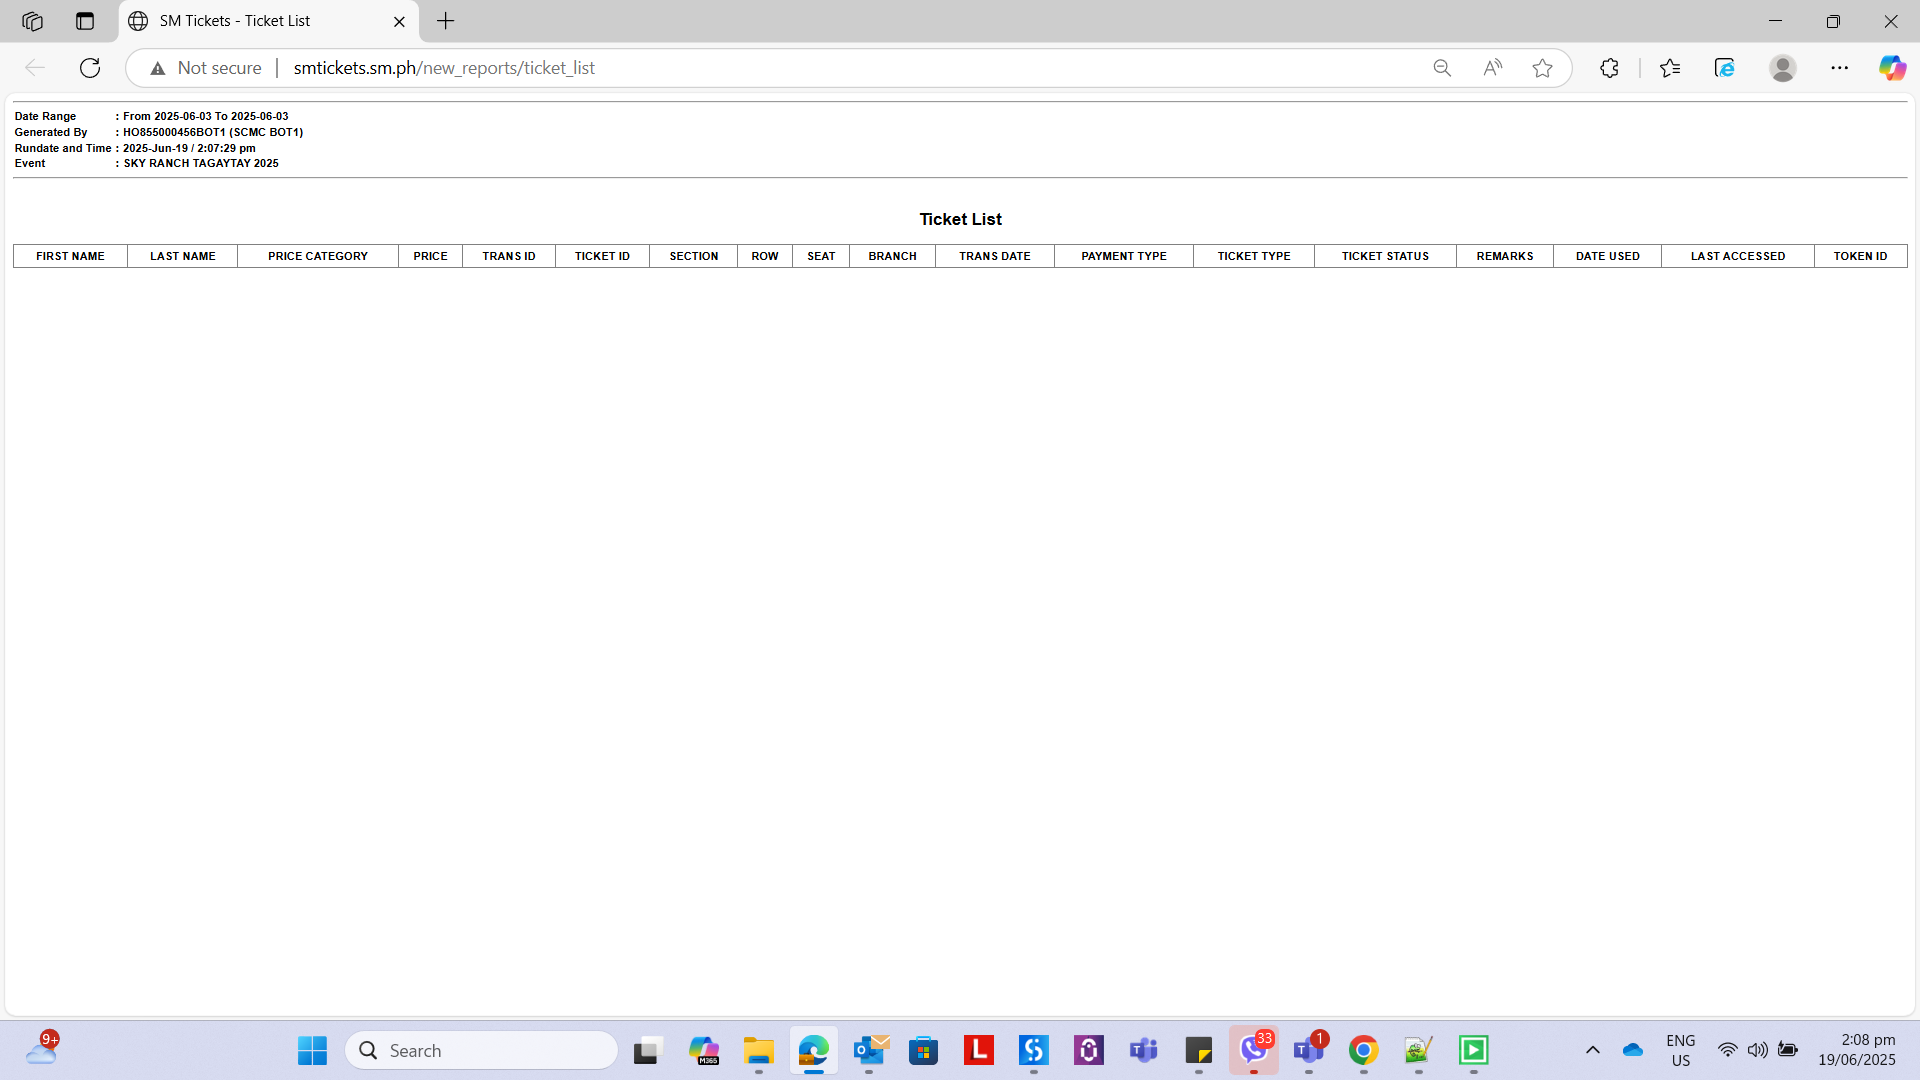 SM Tickets - Ticket List
Not secure
smtickets.sm.ph/new_reports/ticket_list
Date Range : From 2025-06-03 To 2025-06-03
Generated By : HO855000456BOT1 (SCMC BOT1)
Rundate and Time : 2025-Jun-19 / 2:07:29 pm
Event : SKY RANCH TAGAYTAY 2025
Ticket List
FIRST NAME LAST NAME PRICE CATEGORY PRICE TRANS ID TICKET ID SECTION ROW SEAT BRANCH TRANS DATE PAYMENT TYPE TICKET TYPE TICKET STATUS REMARKS DATE USED LAST ACCESSED TOKEN ID
9+
Search
M365
33
1
ENG
US
2:08 pm
19/06/2025